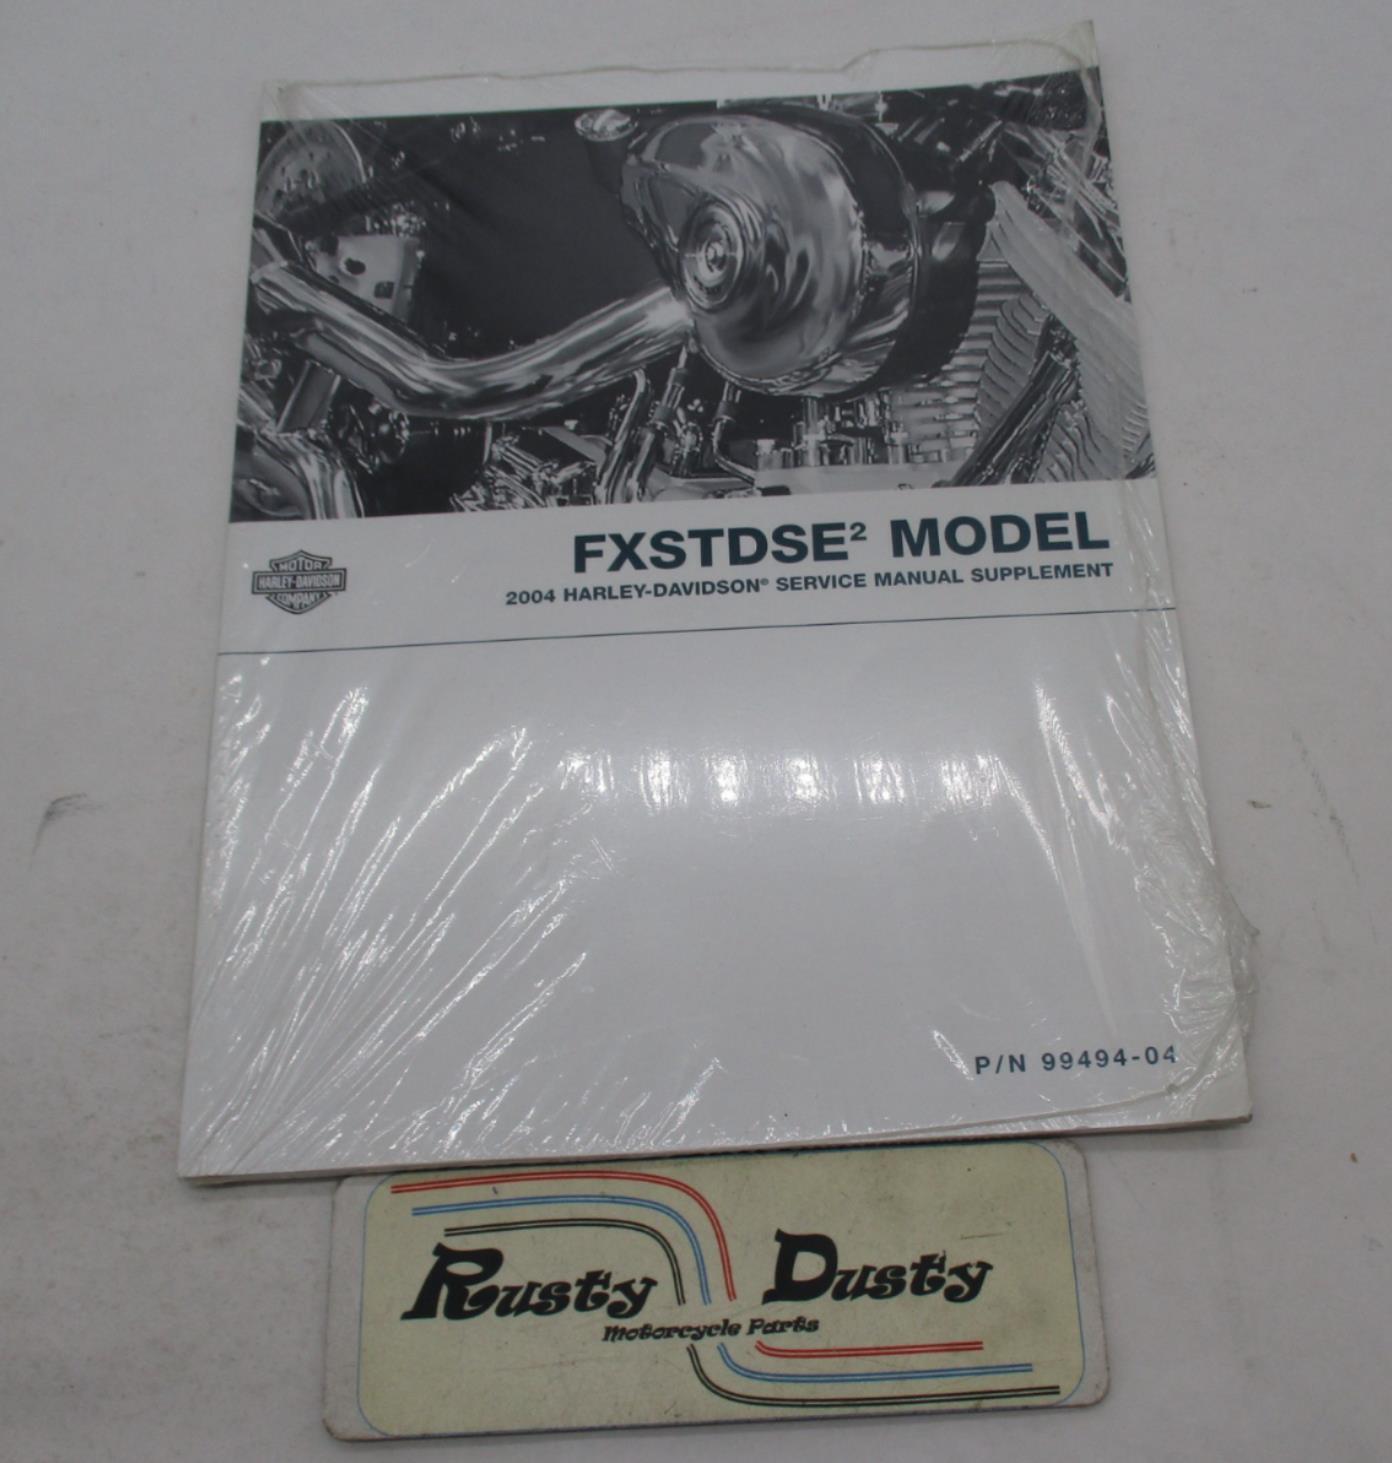 FXSTDSE² MODEL
MOTOR
HARLEY-DAVIDSON
COMPANY
2004 HARLEY-DAVIDSON® SERVICE MANUAL SUPPLEMENT
P/N 99494-04
Rusty Dusty
Motorcycle Parts